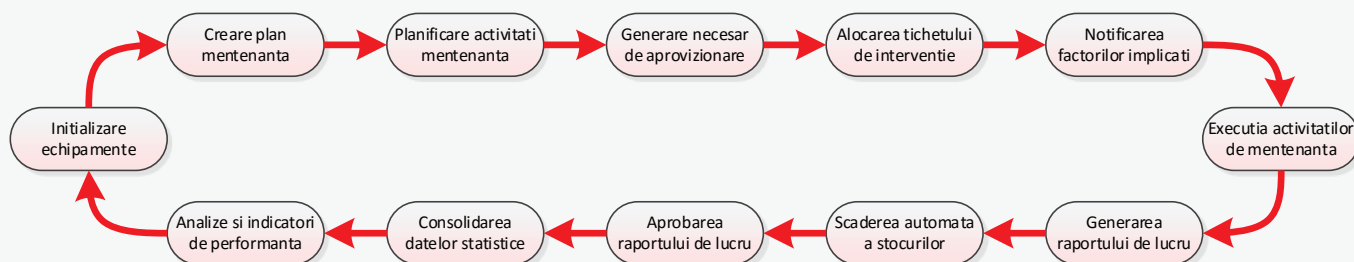 Creare plan
mentenanta
Planificare activitati
mentenanta
Generare necesar
de aprovizionare
Alocarea tichetului
de interventie
Notificarea
factorilor implicati
Initializare
echipamente
Executia activitatilor
de mentenanta
Analize si indicatori
de performanta
Consolidarea
datelor statistice
Aprobarea
raportului de lucru
Scaderea automata
a stocurilor
Generarea
raportului de lucru